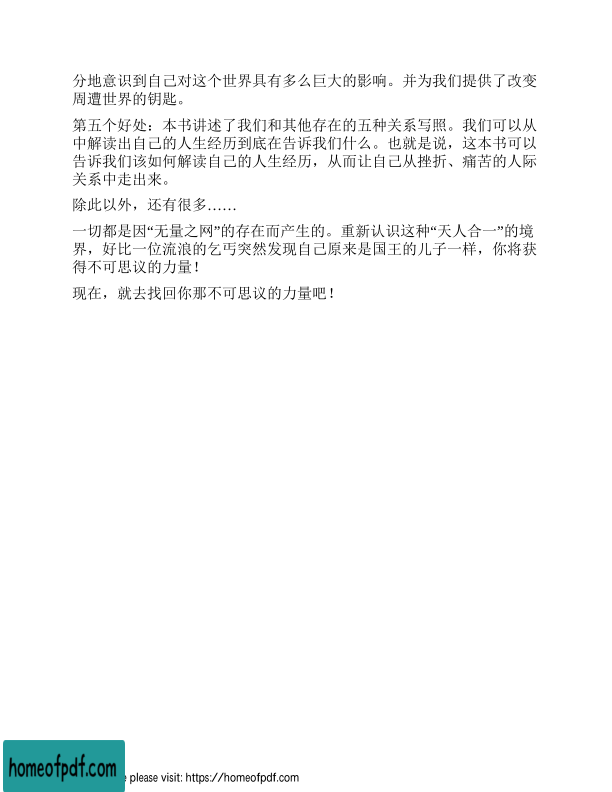 分地意识到自己对这个世界具有多么巨大的影响。并为我们提供了改变
周遭世界的钥匙。
第五个好处：本书讲述了我们和其他存在的五种关系写照。我们可以从
中解读出自己的人生经历到底在告诉我们什么。也就是说，这本书可以
告诉我们该如何解读自己的人生经历，从而让自己从挫折、痛苦的人际
关系中走出来。
除此以外，还有很多……
一切都是因“无量之网”的存在而产生的。重新认识这种“天人合一”的境
界，好比一位流浪的乞丐突然发现自己原来是国王的儿子一样，你将获
得不可思议的力量！
现在，就去找回你那不可思议的力量吧！
homeofpdf.com
e please visit: https://homeofpdf.com